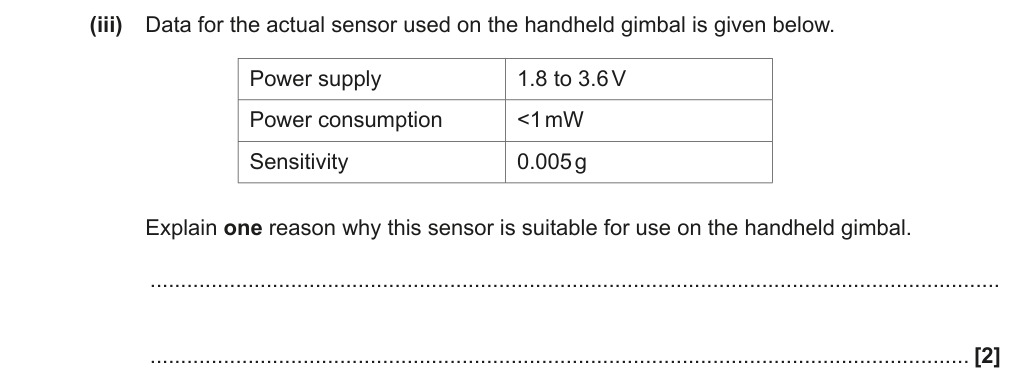 (iii) Data for the actual sensor used on the handheld gimbal is given below.
Power supply 1.8 to 3.6 V
Power consumption <1 mW
Sensitivity 0.005 g
Explain one reason why this sensor is suitable for use on the handheld gimbal.
[2]